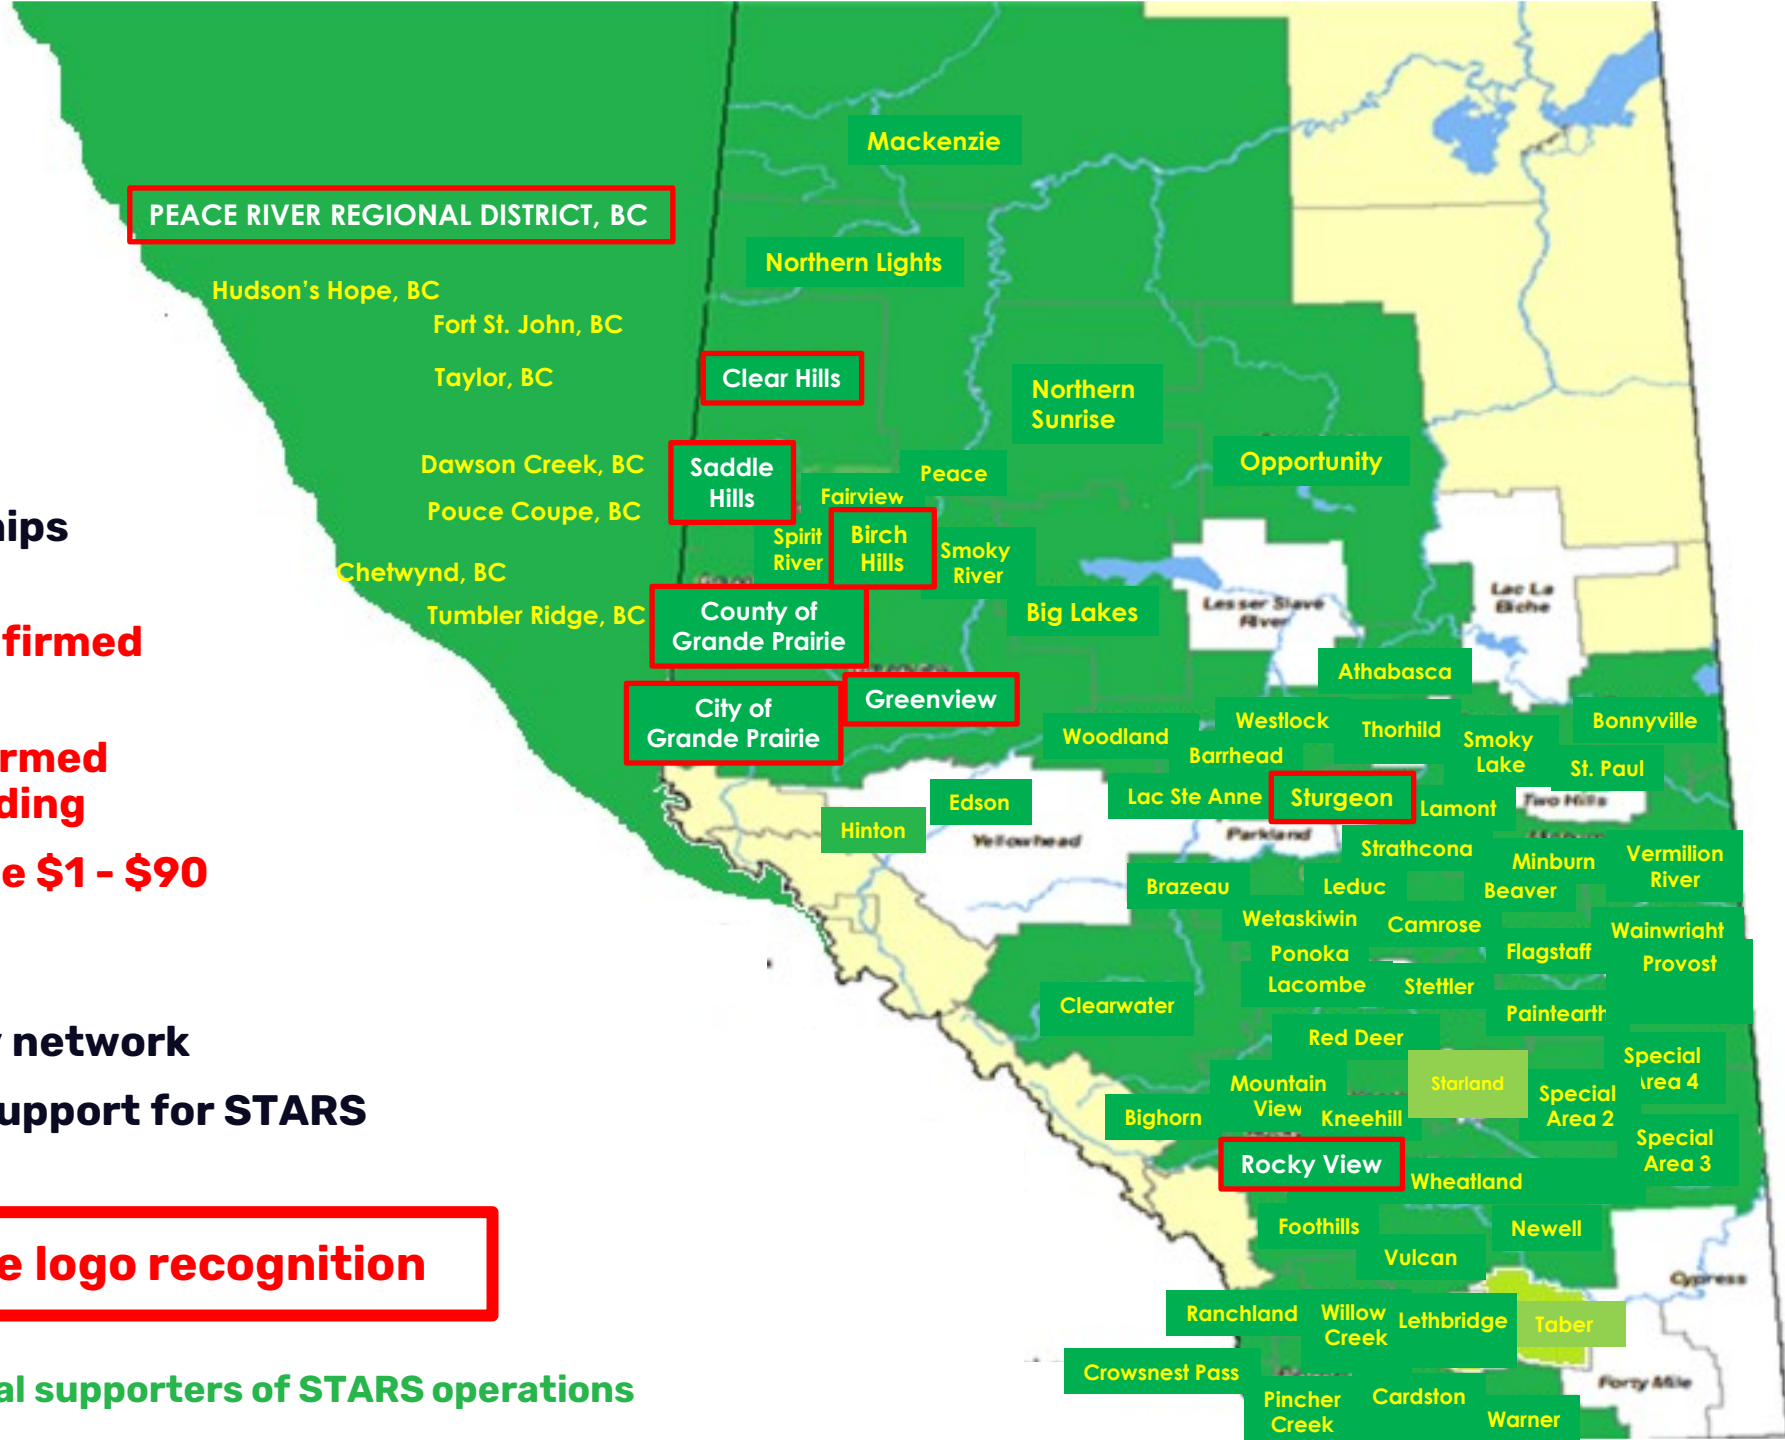 Mackenzie
PEACE RIVER REGIONAL DISTRICT, BC
Northern Lights
Hudson's Hope, BC
Fort St. John, BC
Taylor, BC
Clear Hills
Northern
Sunrise
Dawson Creek, BC
Saddle
Hills
Peace
Opportunity
Fairview
Pouce Coupe, BC
hips
Spirit
River
Birch
Hills
Smoky
River
Chetwynd, BC
Tumbler Ridge, BC
County of
Grande Prairie
Big Lakes
Lesser Slave
River
Lac La
Biche
firmed
Athabasca
City of
Grande Prairie
Greenview
Woodland
Westlock
Barrhead
Thorhild
Smoky
Lake
Bonnyville
St. Paul
rmed
ding
Edson
Lac Ste Anne
Sturgeon
Lamont
Two Hills
Hinton
Yellowhead
Parkland
Strathcona
Minburn
Vermilion
River
e $1 - $90
Brazeau
Leduc
Beaver
Wetaskiwin
Camrose
Wainwright
Ponoka
Flagstaff
Provost
Lacombe
Stettler
Clearwater
Paintearth
Red Deer
y network
Special
Area 4
Mountain
View
Starland
Special
Area 2
Bighorn
Kneehill
upport for STARS
Special
Area 3
Rocky View
Wheatland
Foothills
Newell
Vulcan
e logo recognition
Cypress
Ranchland
Willow
Creek
Lethbridge
Taber
Crowsnest Pass
al supporters of STARS operations
Pincher
Creek
Cardston
Forty Mile
Warner